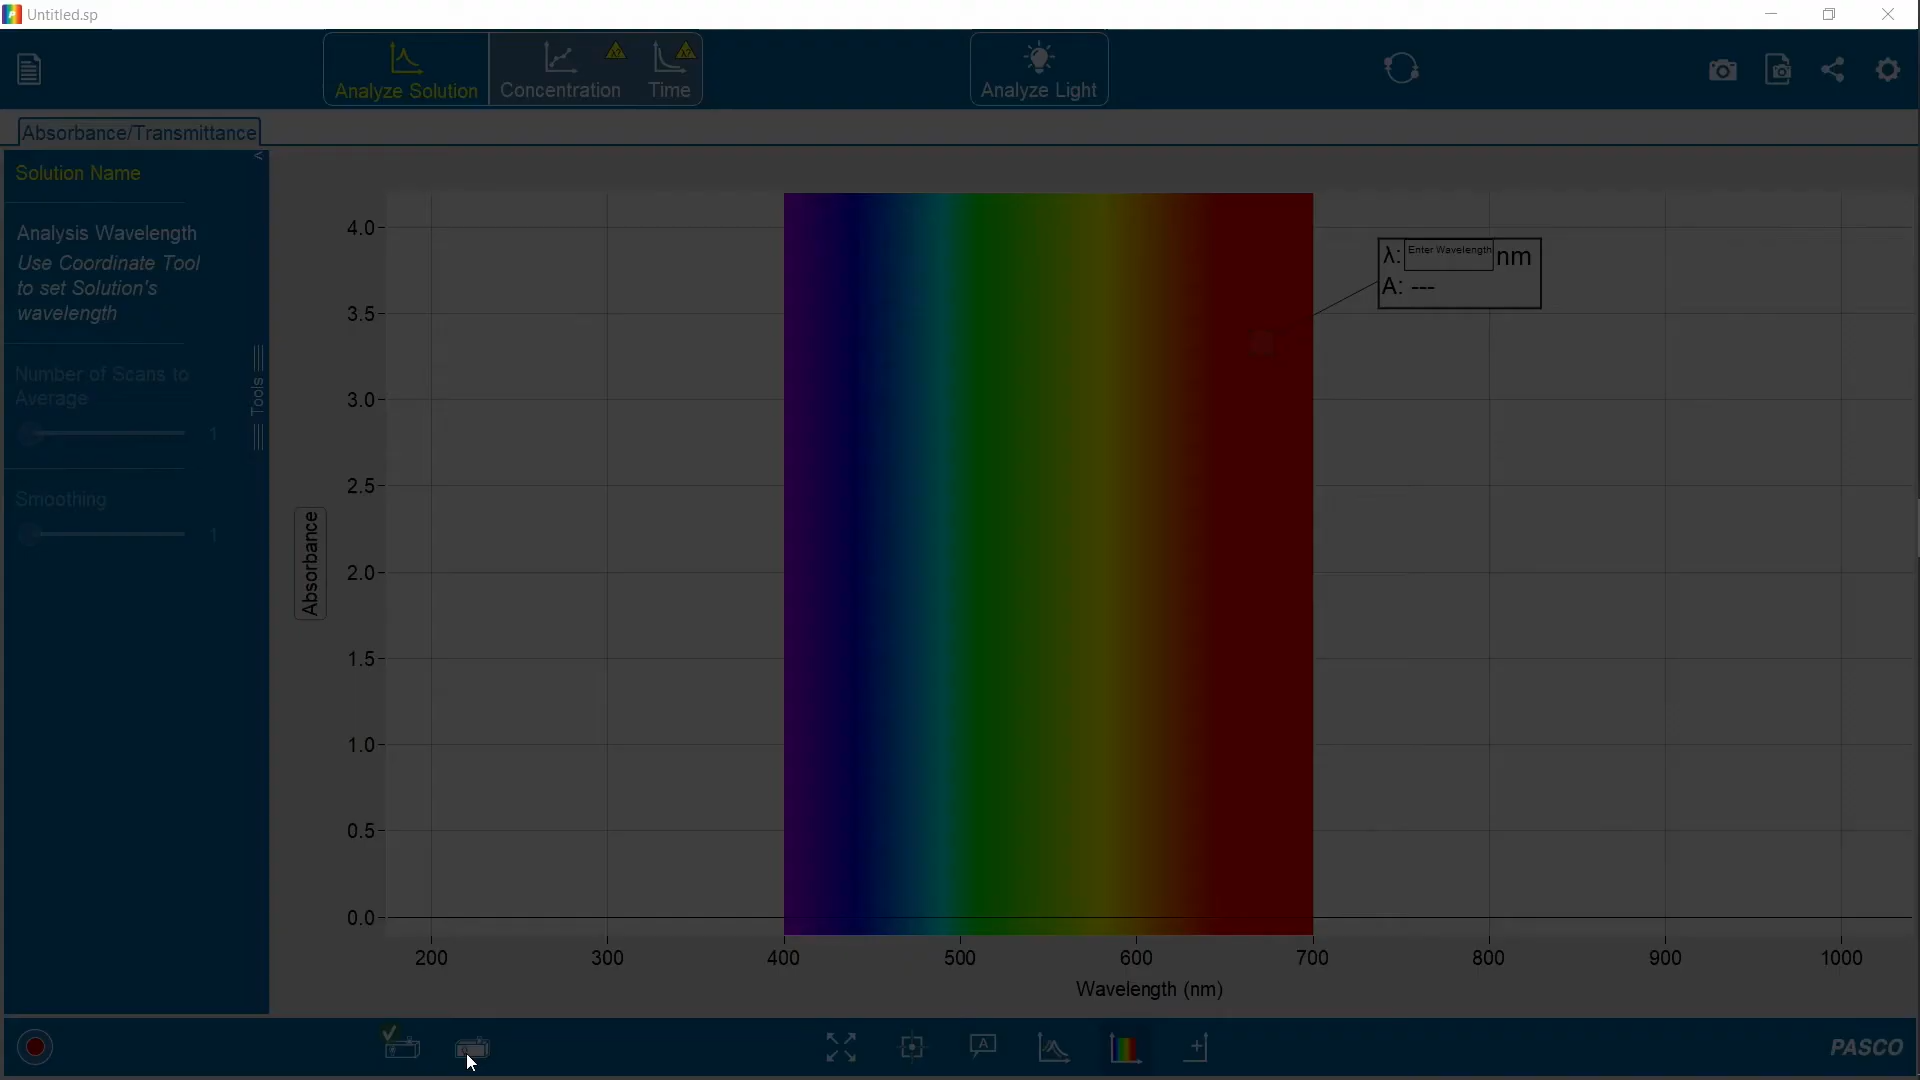 Untitled.sp
Analyze Solution
Concentration
Time
Analyze Light
Absorbance/Transmittance
Solution Name
Analysis Wavelength
Use Coordinate Tool
to set Solution's
wavelength
Number of Scans to
Average
1
Smoothing
1
Tools
Absorbance
4.0
3.5
3.0
2.5
2.0
1.5
1.0
0.5
0.0
λ: Enter Wavelength nm
A: ---
200 300 400 500 600 700 800 900 1000
Wavelength (nm)
A
PASCO